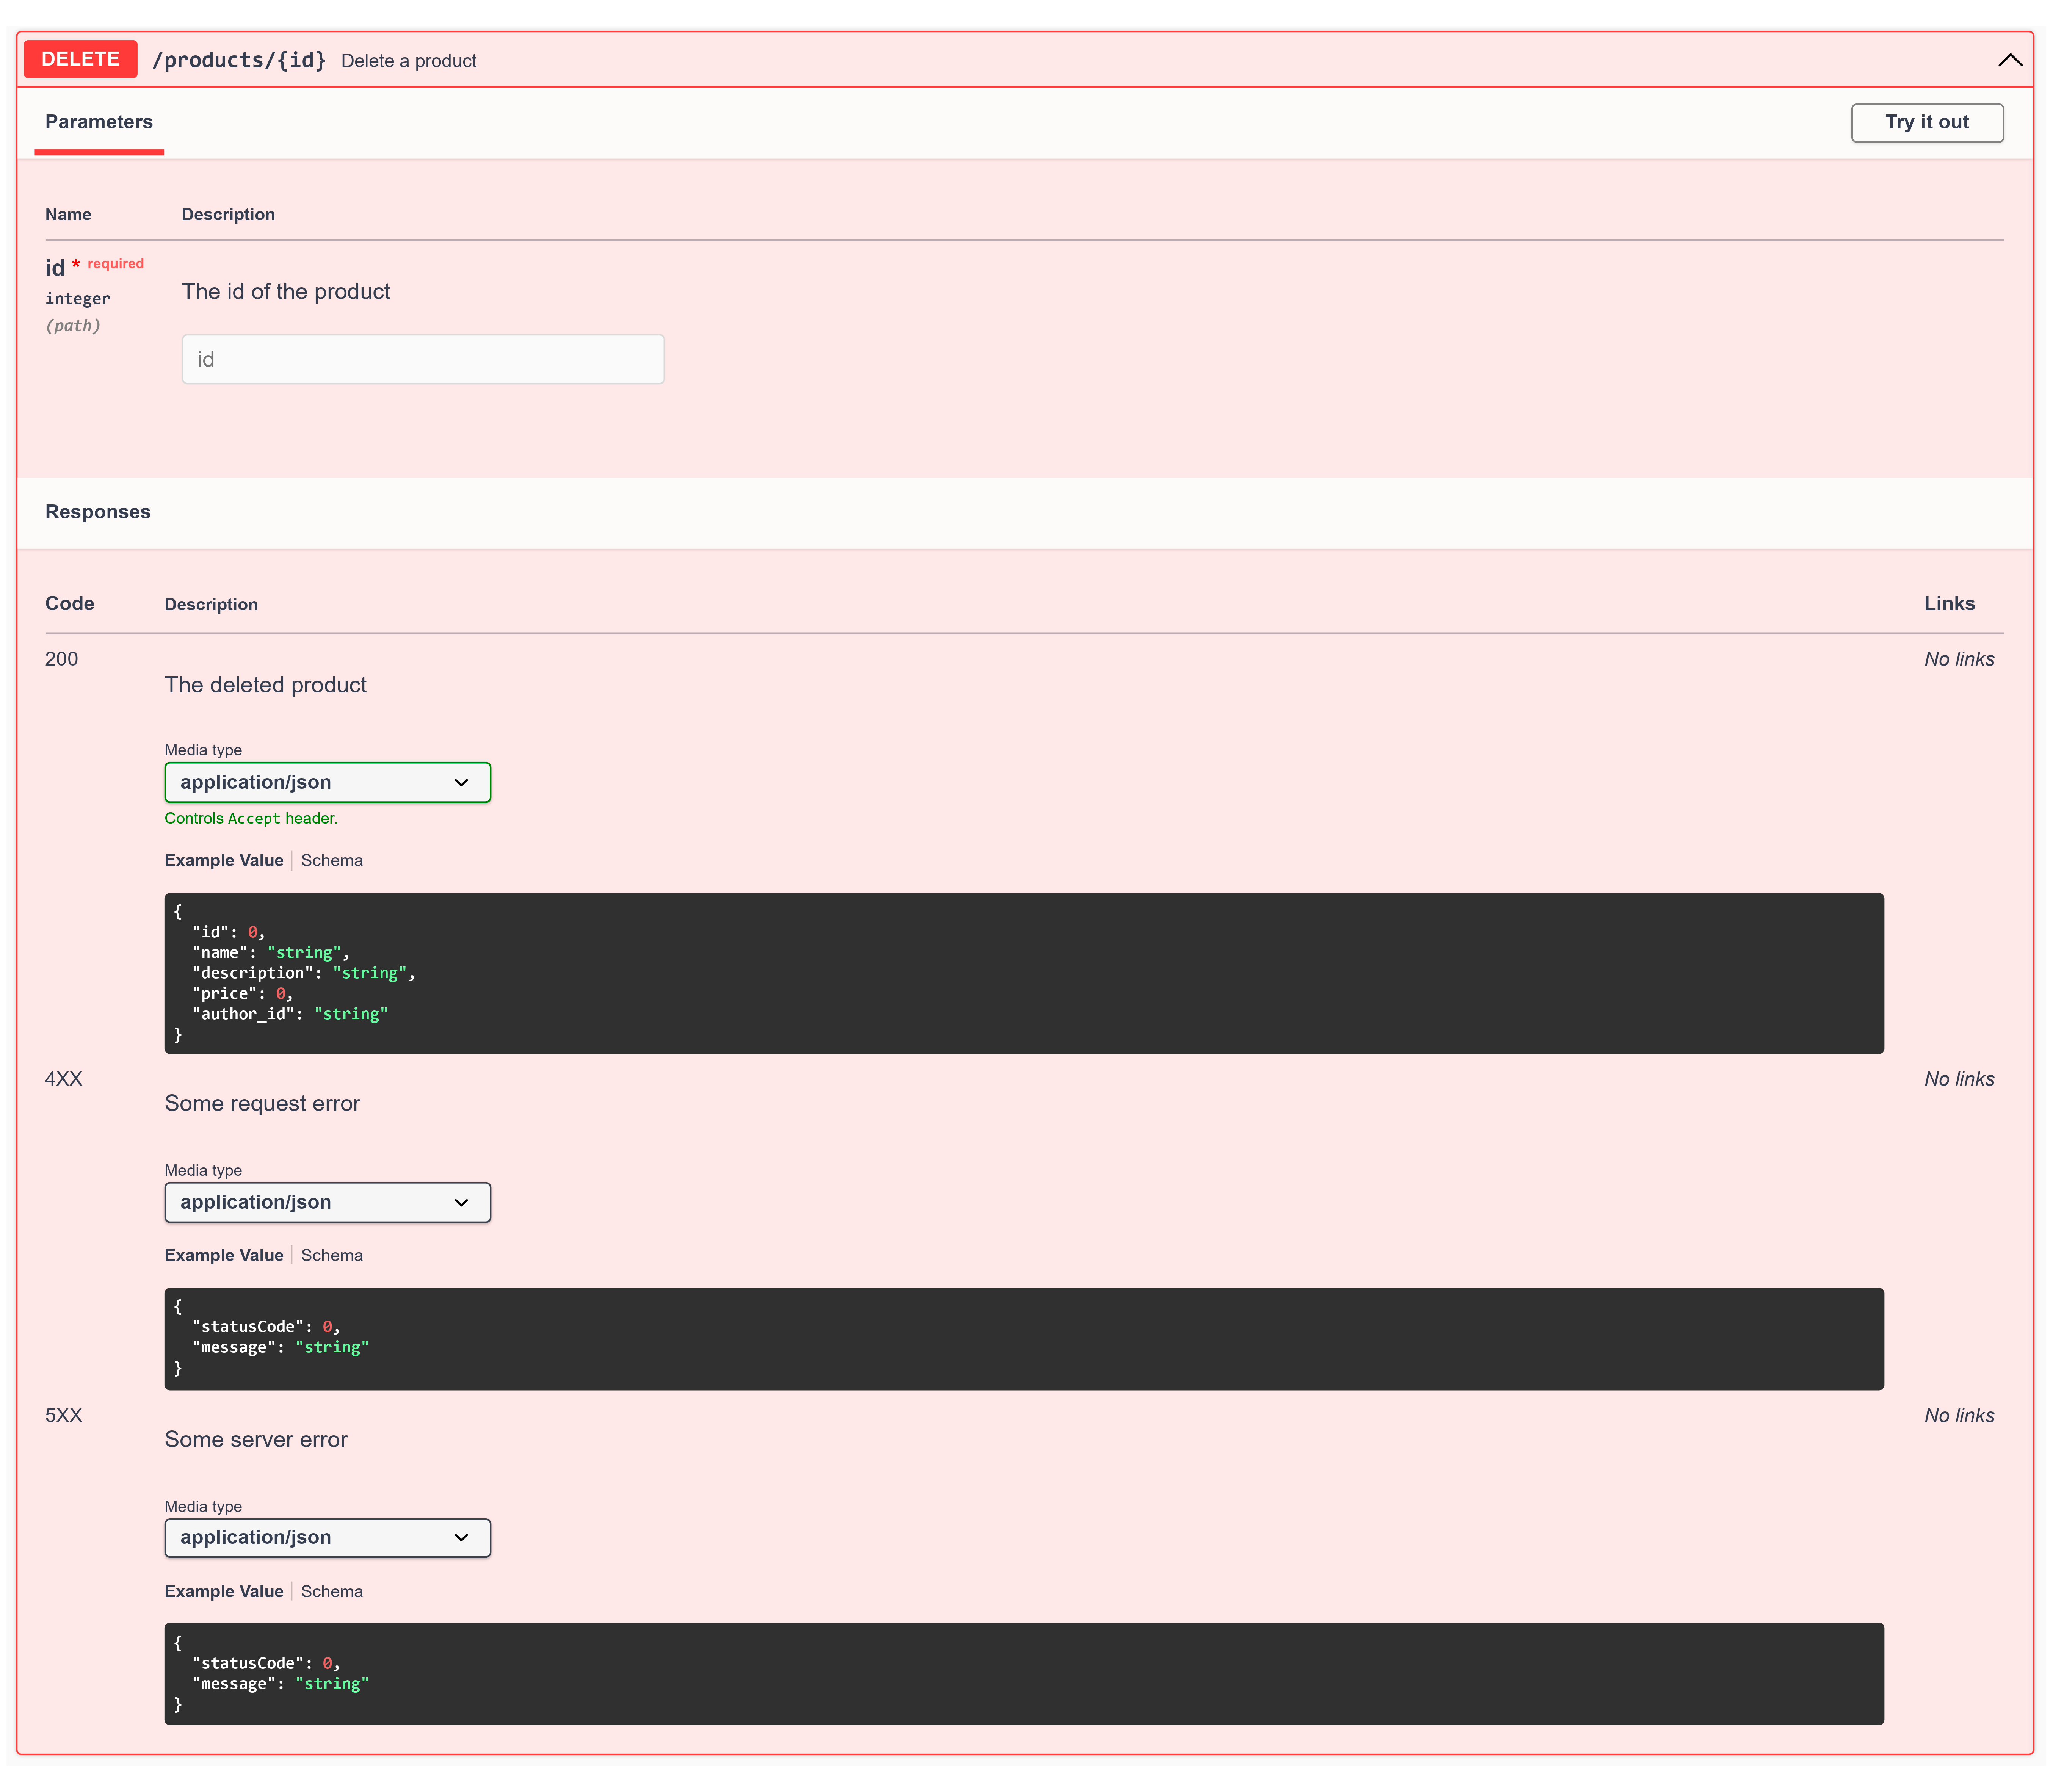 DELETE /products/{id} Delete a product
Parameters Try it out
Name Description
id * required
integer
(path)
The id of the product
id
Responses
Code Description Links
200 No links
The deleted product
Media type
application/json
Controls Accept header.
Example Value Schema
{
  "id": 0,
  "name": "string",
  "description": "string",
  "price": 0,
  "author_id": "string"
}
4XX No links
Some request error
Media type
application/json
Example Value Schema
{
  "statusCode": 0,
  "message": "string"
}
5XX No links
Some server error
Media type
application/json
Example Value Schema
{
  "statusCode": 0,
  "message": "string"
}